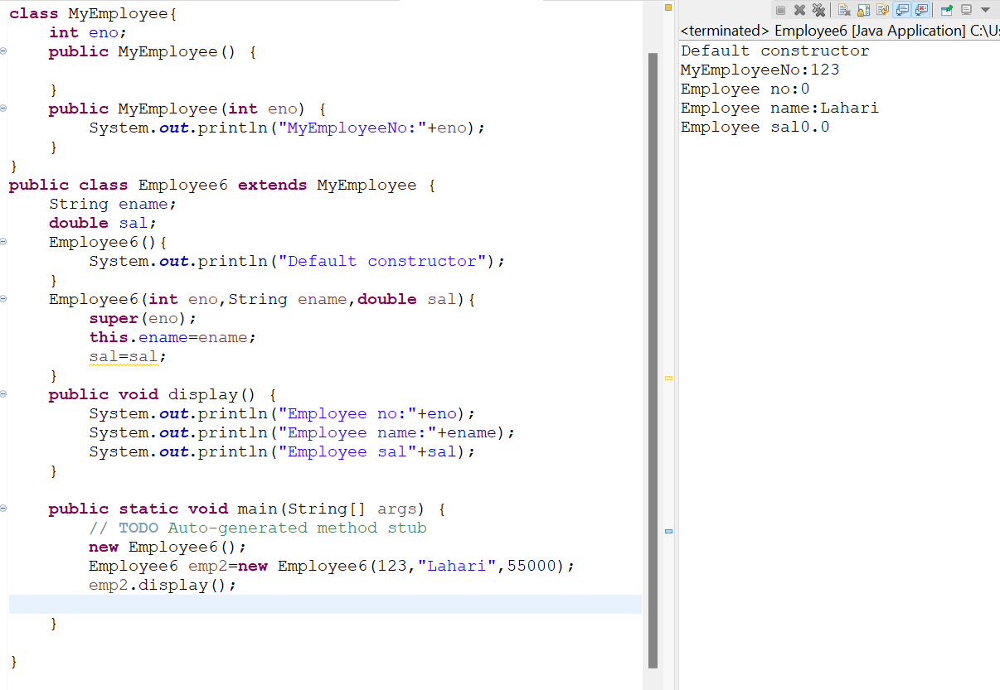 class MyEmployee{
    int eno;
    public MyEmployee() {
    }
    public MyEmployee(int eno) {
        System.out.println("MyEmployeeNo:"+eno);
    }
}
public class Employee6 extends MyEmployee {
    String ename;
    double sal;
    Employee6(){
        System.out.println("Default constructor");
    }
    Employee6(int eno,String ename,double sal){
        super(eno);
        this.ename=ename;
        sal=sal;
    }
    public void display() {
        System.out.println("Employee no:"+eno);
        System.out.println("Employee name:"+ename);
        System.out.println("Employee sal"+sal);
    }
    public static void main(String[] args) {
        // TODO Auto-generated method stub
        new Employee6();
        Employee6 emp2=new Employee6(123,"Lahari",55000);
        emp2.display();
    }
}
<terminated> Employee6 [Java Application] C:\Us
Default constructor
MyEmployeeNo:123
Employee no:0
Employee name:Lahari
Employee sal0.0